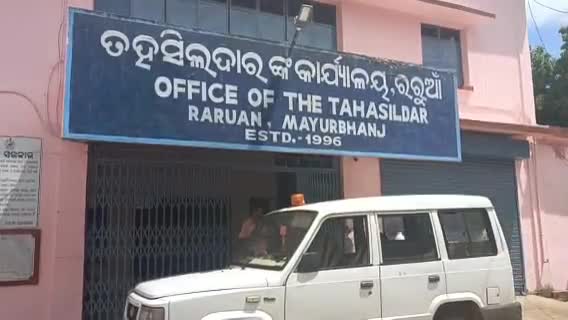 ତହସିଲଦାରଙ୍କ କାର୍ଯ୍ୟାଳୟ, ରରୁଆଁ
OFFICE OF THE TAHASILDAR
RARUAN, MAYURBHANJ
ESTD.-1996